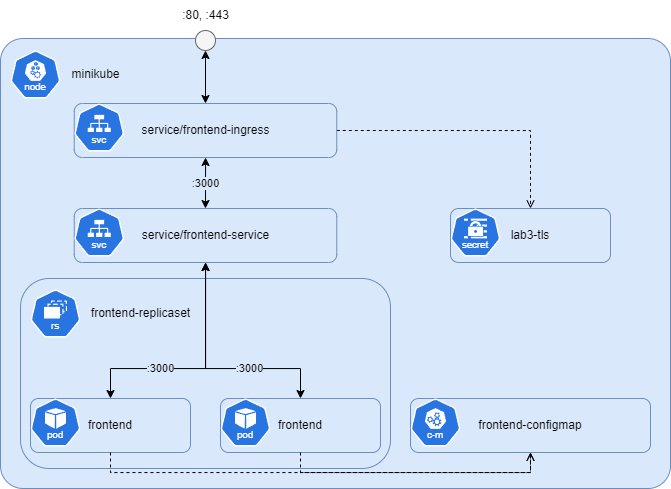 :80, :443
node
minikube
svc
service/frontend-ingress
:3000
svc
service/frontend-service
secret
lab3-tls
rs
frontend-replicaset
:3000
:3000
pod
frontend
pod
frontend
c-m
frontend-configmap